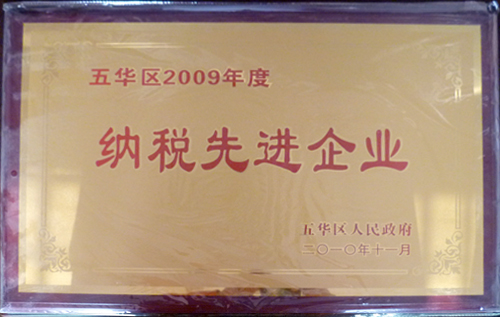 五华区2009年度
纳税先进企业
五华区人民政府
二〇一〇年十一月